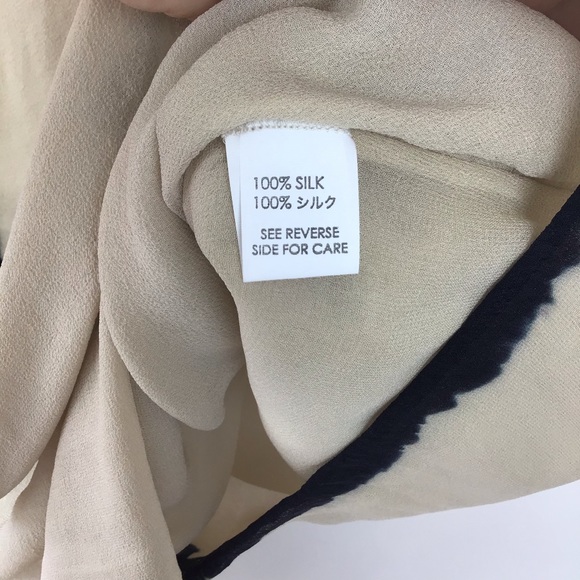 100% SILK
100% シルク
SEE REVERSE
SIDE FOR CARE